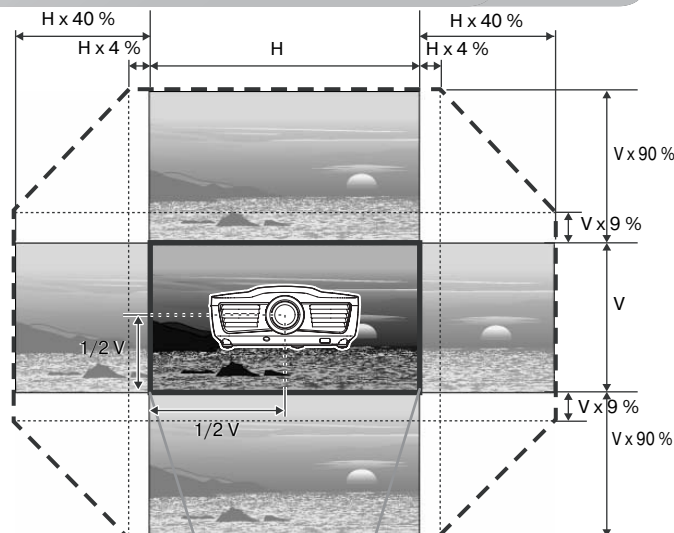 H x 40 % H x 40 %
H x 4 % H H x 4 %
V x 90 %
V x 9 %
V
1/2 V
V x 9 %
1/2 V
V x 90 %